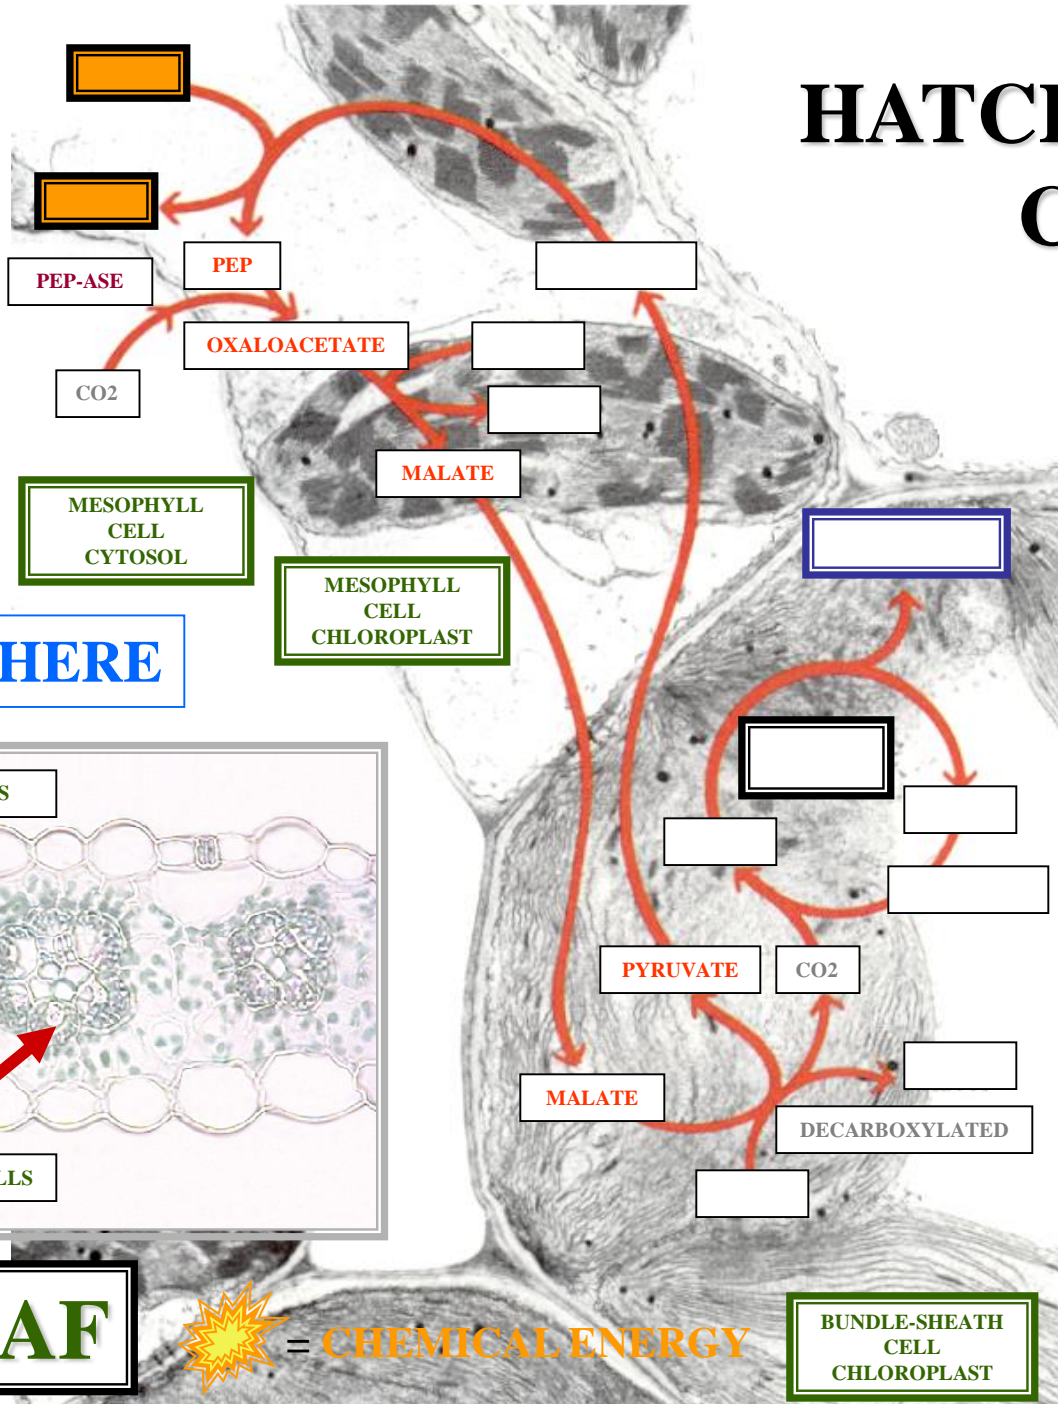 HATC
C
PEP
PEP-ASE
OXALOACETATE
CO2
MALATE
MESOPHYLL
CELL
CYTOSOL
MESOPHYLL
CELL
CHLOROPLAST
HERE
S
PYRUVATE
CO2
MALATE
DECARBOXYLATED
LLS
AF
= CHEMICAL ENERGY
BUNDLE-SHEATH
CELL
CHLOROPLAST